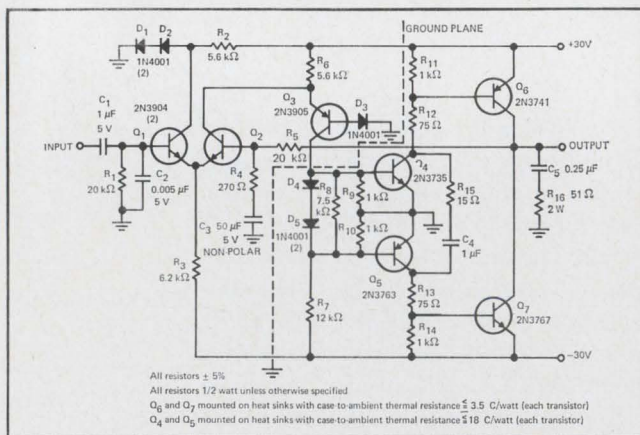 D1 D2
1N4001
(2)
R2
5.6 kΩ
R6
5.6 kΩ
GROUND PLANE
R11
1 kΩ
+30V
Q6
2N3741
R12
75 Ω
C1
1 μF
5 V
2N3904
(2)
Q3
2N3905
D3
1N4001
INPUT
Q1
Q2
R5
20 kΩ
OUTPUT
Q4
2N3735
C5 0.25 μF
R1
20 kΩ
C2
0.005 μF
5 V
R4
270 Ω
D4
R8
7.5
kΩ
R9
1 kΩ
R15
15 Ω
R16 51 Ω
2 W
C3 50 μF
5 V
NON-POLAR
D5
1N4001
(2)
R10
1 kΩ
C4
1 μF
Q5
2N3763
R3
6.2 kΩ
R7
12 kΩ
R13
75 Ω
R14
1 kΩ
Q7
2N3767
−30V
All resistors ± 5%
All resistors 1/2 watt unless otherwise specified
Q6 and Q7 mounted on heat sinks with case-to-ambient thermal resistance ≦ 3.5 C/watt (each transistor)
Q4 and Q5 mounted on heat sinks with case-to-ambient thermal resistance ≦18 C/watt (each transistor)